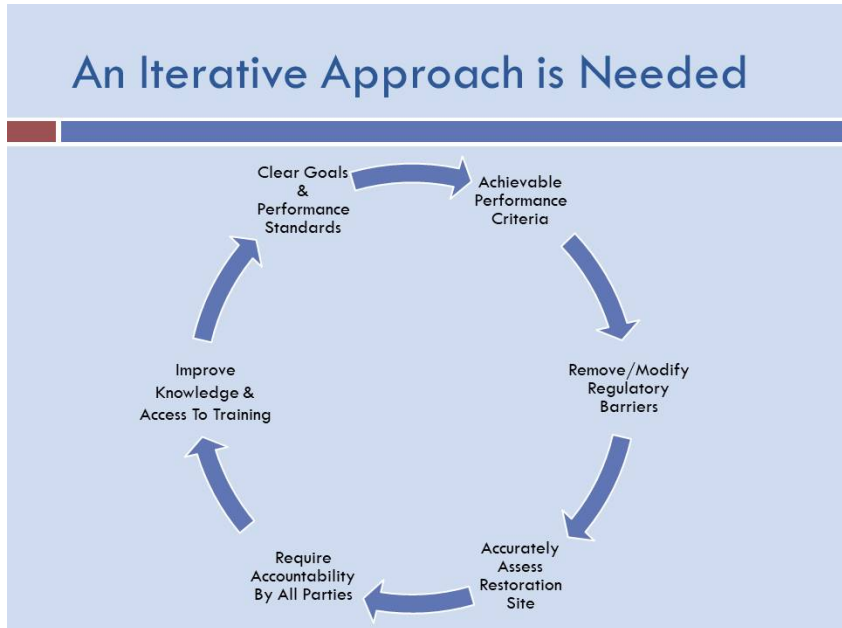 An Iterative Approach is Needed
Clear Goals
&
Performance
Standards
Achievable
Performance
Criteria
Remove/Modify
Regulatory
Barriers
Accurately
Assess
Restoration
Site
Require
Accountability
By All Parties
Improve
Knowledge &
Access To Training